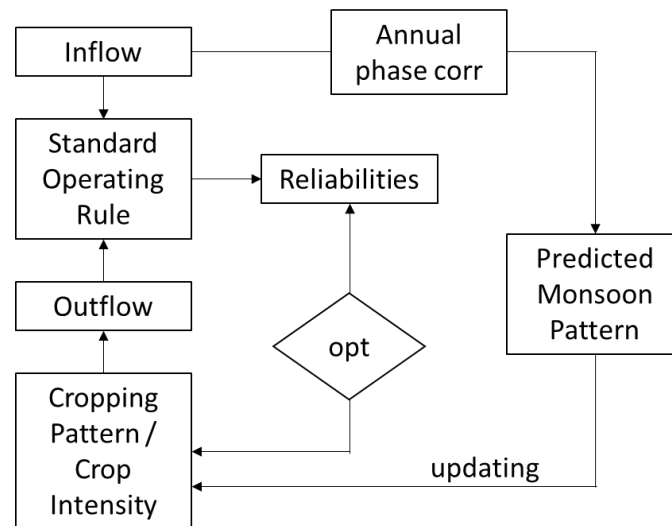 Inflow
Annual
phase corr
Standard
Operating
Rule
Reliabilities
Predicted
Monsoon
Pattern
Outflow
opt
Cropping
Pattern /
Crop
Intensity
updating